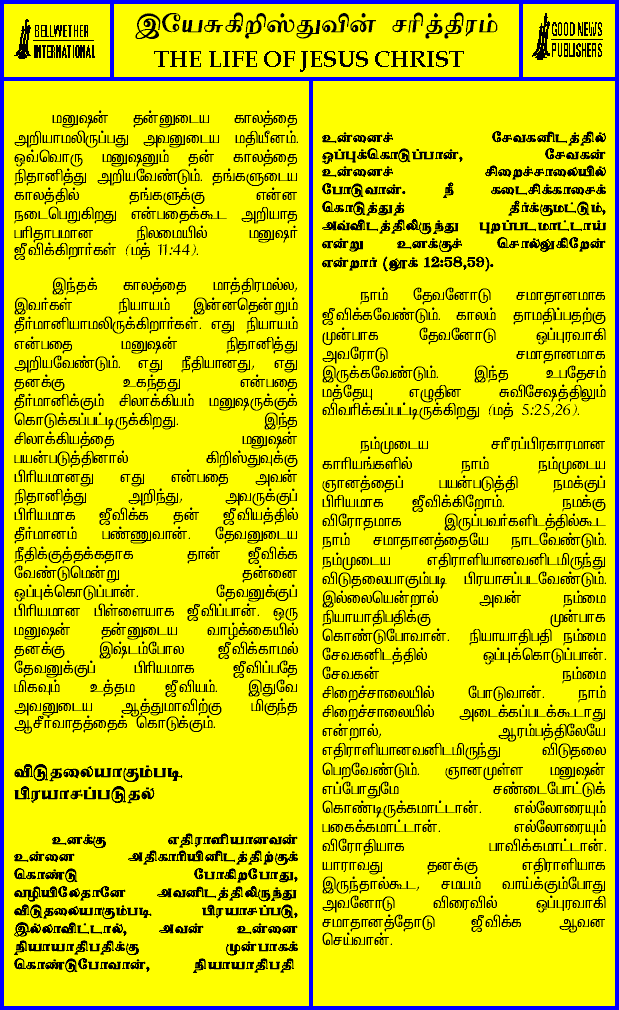 BELLWETHER
INTERNATIONAL
இயேசுகிறிஸ்துவின் சரித்திரம்
THE LIFE OF JESUS CHRIST
GOOD NEWS
PUBLISHERS
மனுஷன் தன்னுடைய காலத்தை
அறியாமலிருப்பது அவனுடைய மதியீனம்.
ஒவ்வொரு மனுஷனும் தன் காலத்தை
நிதானித்து அறியவேண்டும். தங்களுடைய
காலத்தில் தங்களுக்கு என்ன
நடைபெறுகிறது என்பதைக்கூட அறியாத
பரிதாபமான நிலமையில் மனுஷர்
ஜீவிக்கிறார்கள் (மத் 11:44).
இந்தக் காலத்தை மாத்திரமல்ல,
இவர்கள் நியாயம் இன்னதென்றும்
தீர்மானியாமலிருக்கிறார்கள். எது நியாயம்
என்பதை மனுஷன் நிதானித்து
அறியவேண்டும். எது நீதியானது, எது
தனக்கு உகந்தது என்பதை
தீர்மானிக்கும் சிலாக்கியம் மனுஷருக்குக்
கொடுக்கப்பட்டிருக்கிறது. இந்த
சிலாக்கியத்தை மனுஷன்
பயன்படுத்தினால் கிறிஸ்துவுக்கு
பிரியமானது எது என்பதை அவன்
நிதானித்து அறிந்து, அவருக்குப்
பிரியமாக ஜீவிக்க தன் ஜீவியத்தில்
தீர்மானம் பண்ணுவான். தேவனுடைய
நீதிக்குத்தக்கதாக தான் ஜீவிக்க
வேண்டுமென்று தன்னை
ஒப்புக்கொடுப்பான். தேவனுக்குப்
பிரியமான பிள்ளையாக ஜீவிப்பான். ஒரு
மனுஷன் தன்னுடைய வாழ்க்கையில்
தனக்கு இஷ்டம்போல ஜீவிக்காமல்
தேவனுக்குப் பிரியமாக ஜீவிப்பதே
மிகவும் உத்தம ஜீவியம். இதுவே
அவனுடைய ஆத்துமாவிற்கு மிகுந்த
ஆசீர்வாதத்தைக் கொடுக்கும்.
விடுதலையாகும்படி
பிரயாசப்படுதல்
உனக்கு எதிராளியானவன்
உன்னை அதிகாரியினிடத்திற்குக்
கொண்டு போகிறபோது,
வழியிலேதானே அவனிடத்திலிருந்து
விடுதலையாகும்படி பிரயாசப்படு,
இல்லாவிட்டால், அவன் உன்னை
நியாயாதிபதிக்கு முன்பாகக்
கொண்டுபோவான், நியாயாதிபதி
உன்னைச் சேவகனிடத்தில்
ஒப்புக்கொடுப்பான், சேவகன்
உன்னைச் சிறைச்சாலையில்
போடுவான். நீ கடைசிக்காசைக்
கொடுத்துத் தீர்க்குமட்டும்,
அவ்விடத்திலிருந்து புறப்படமாட்டாய்
என்று உனக்குச் சொல்லுகிறேன்
என்றார் (லூக் 12:58,59).
நாம் தேவனோடு சமாதானமாக
ஜீவிக்கவேண்டும். காலம் தாமதிப்பதற்கு
முன்பாக தேவனோடு ஒப்புரவாகி
அவரோடு சமாதானமாக
இருக்கவேண்டும். இந்த உபதேசம்
மத்தேயு எழுதின சுவிசேஷத்திலும்
விவரிக்கப்பட்டிருக்கிறது (மத் 5:25,26).
நம்முடைய சரீரப்பிரகாரமான
காரியங்களில் நாம் நம்முடைய
ஞானத்தைப் பயன்படுத்தி நமக்குப்
பிரியமாக ஜீவிக்கிறோம். நமக்கு
விரோதமாக இருப்பவர்களிடத்தில்கூட
நாம் சமாதானத்தையே நாடவேண்டும்.
நம்முடைய எதிராளியானவனிடமிருந்து
விடுதலையாகும்படி பிரயாசப்படவேண்டும்.
இல்லையென்றால் அவன் நம்மை
நியாயாதிபதிக்கு முன்பாக
கொண்டுபோவான். நியாயாதிபதி நம்மை
சேவகனிடத்தில் ஒப்புக்கொடுப்பான்.
சேவகன் நம்மை
சிறைச்சாலையில் போடுவான். நாம்
சிறைச்சாலையில் அடைக்கப்படக்கூடாது
என்றால், ஆரம்பத்திலேயே
எதிராளியானவனிடமிருந்து விடுதலை
பெறவேண்டும். ஞானமுள்ள மனுஷன்
எப்போதுமே சண்டைபோட்டுக்
கொண்டிருக்கமாட்டான். எல்லோரையும்
பகைக்கமாட்டான். எல்லோரையும்
விரோதியாக பாவிக்கமாட்டான்.
யாராவது தனக்கு எதிராளியாக
இருந்தால்கூட, சமயம் வாய்க்கும்போது
அவனோடு விரைவில் ஒப்புரவாகி
சமாதானத்தோடு ஜீவிக்க ஆவன
செய்வான்.